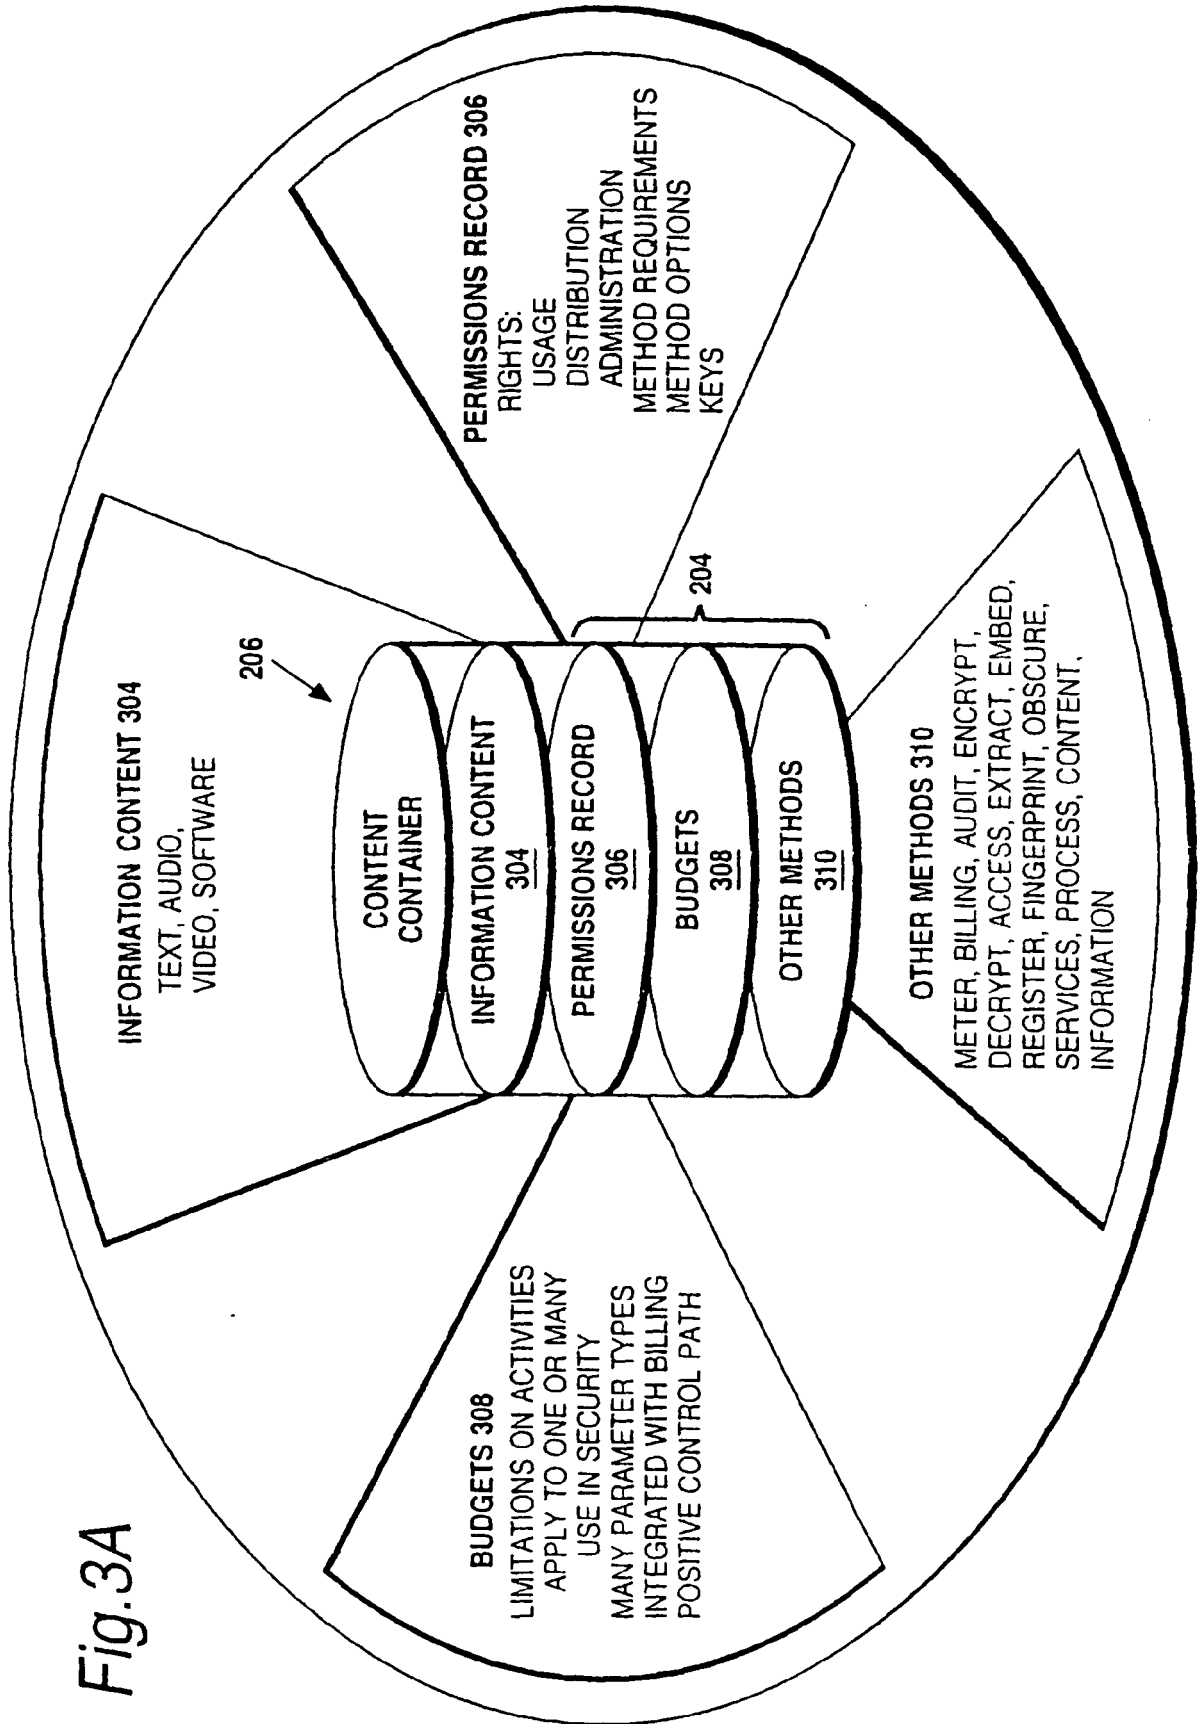 Fig.3A
INFORMATION CONTENT 304
TEXT, AUDIO,
VIDEO, SOFTWARE
206
CONTENT
CONTAINER
INFORMATION CONTENT
304
PERMISSIONS RECORD
306
BUDGETS
308
OTHER METHODS
310
204
BUDGETS 308
LIMITATIONS ON ACTIVITIES
APPLY TO ONE OR MANY
USE IN SECURITY
MANY PARAMETER TYPES
INTEGRATED WITH BILLING
POSITIVE CONTROL PATH
PERMISSIONS RECORD 306
RIGHTS:
USAGE
DISTRIBUTION
ADMINISTRATION
METHOD REQUIREMENTS
METHOD OPTIONS
KEYS
OTHER METHODS 310
METER, BILLING, AUDIT, ENCRYPT,
DECRYPT, ACCESS, EXTRACT, EMBED,
REGISTER, FINGERPRINT, OBSCURE,
SERVICES, PROCESS, CONTENT,
INFORMATION